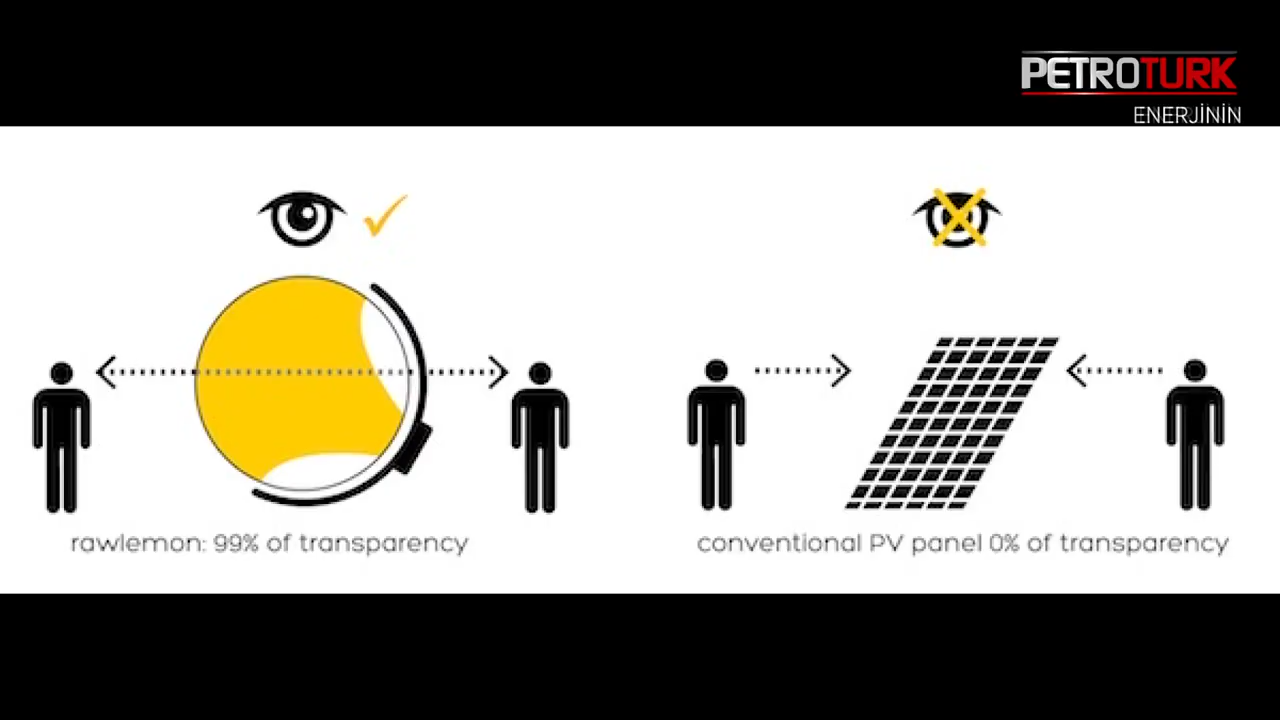 PETROTURK
ENERJİNİN
rawlemon: 99% of transparency
conventional PV panel 0% of transparency